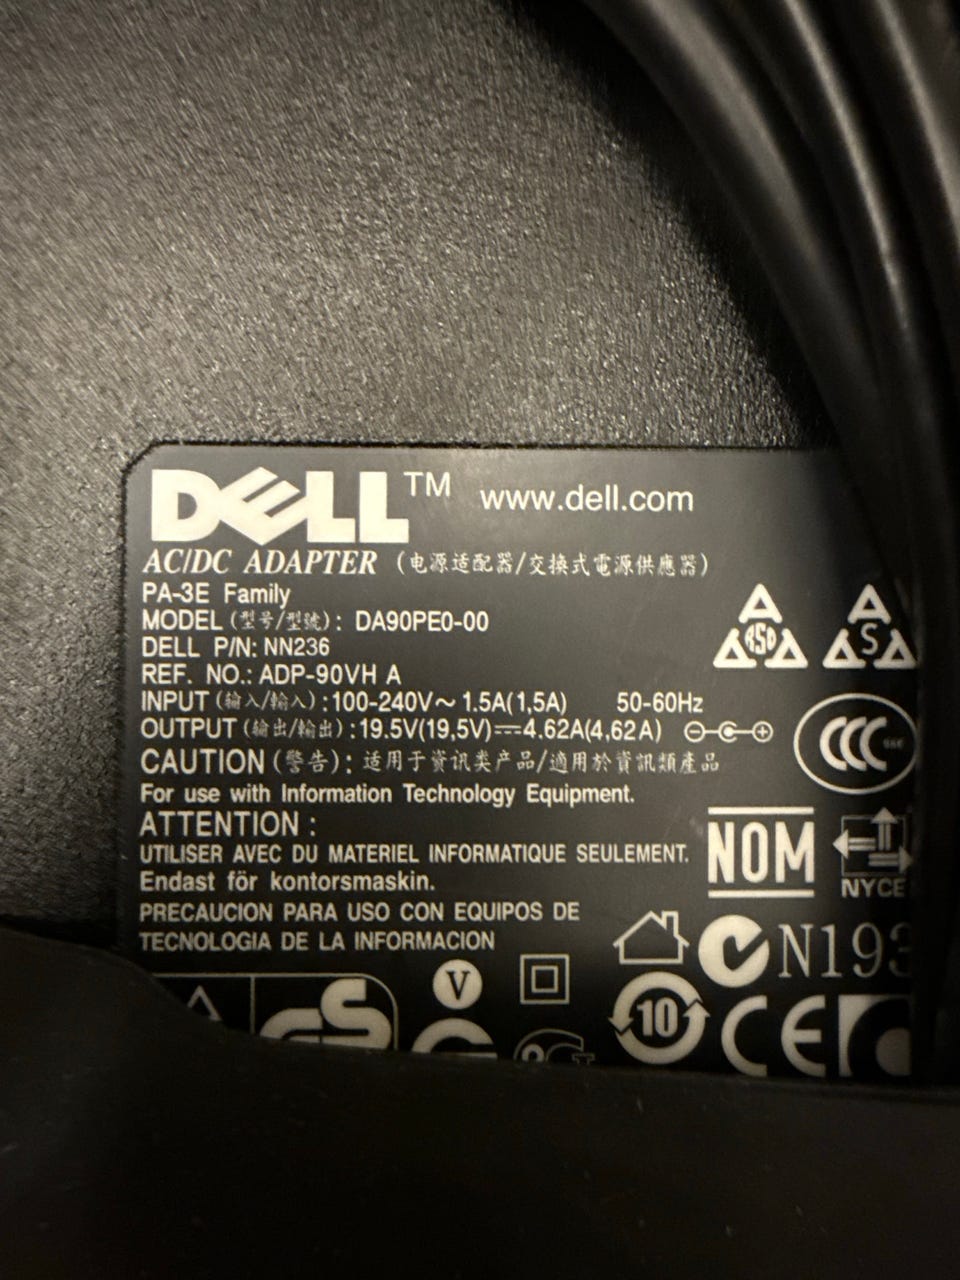 DELL™ www.dell.com
AC/DC ADAPTER (电源适配器/交換式電源供應器)
PA-3E Family
MODEL (型号/型號): DA90PE0-00
DELL P/N: NN236
REF. NO.: ADP-90VH A
INPUT (输入/輸入): 100-240V~ 1.5A(1,5A) 50-60Hz
OUTPUT (输出/輸出): 19.5V(19,5V)⎓4.62A(4.62A)
CAUTION (警告): 适用于资讯类产品/適用於資訊類產品
For use with Information Technology Equipment.
ATTENTION :
UTILISER AVEC DU MATERIEL INFORMATIQUE SEULEMENT.
Endast för kontorsmaskin.
PRECAUCION PARA USO CON EQUIPOS DE
TECNOLOGIA DE LA INFORMACION
A RSD
A S
CCC
NOM
NYCE
N193
V
10
CE